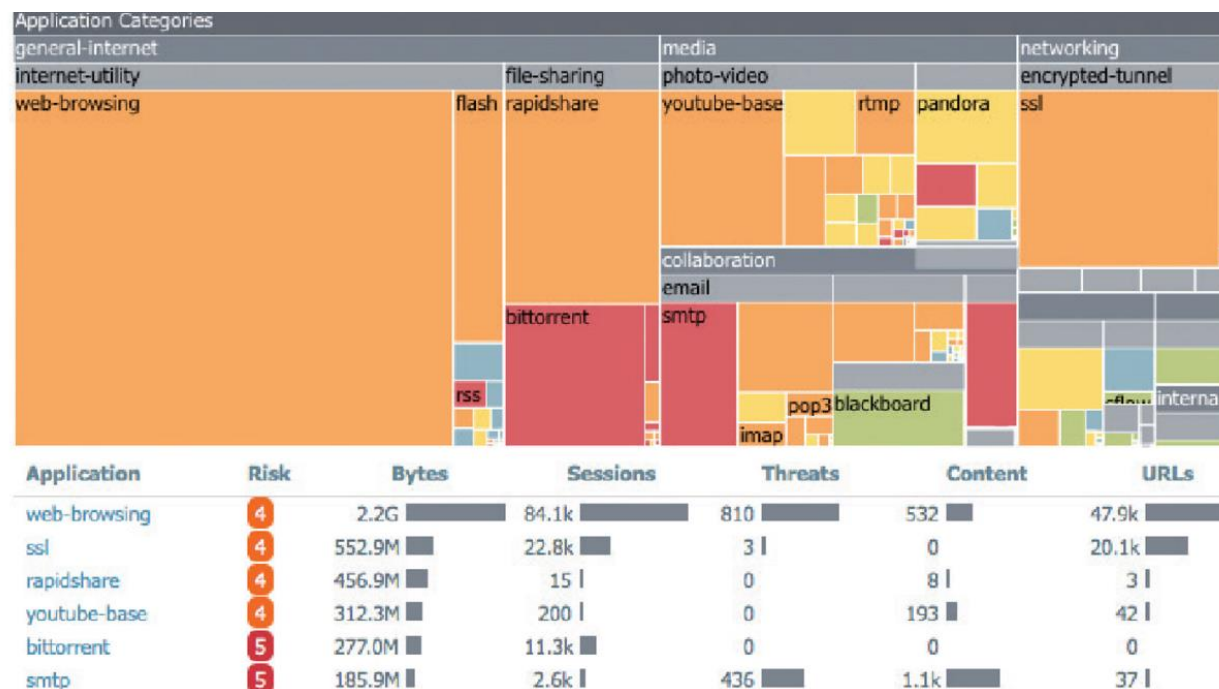 Application Categories
general-internet media networking
internet-utility file-sharing photo-video encrypted-tunnel
web-browsing flash rapidshare youtube-base rtmp pandora ssl
collaboration
email
bittorrent smtp
rss pop3 blackboard interna
imap
Application Risk Bytes Sessions Threats Content URLs
web-browsing 4 2.2G 84.1k 810 532 47.9k
ssl 4 552.9M 22.8k 3 0 20.1k
rapidshare 4 456.9M 15 0 8 3
youtube-base 4 312.3M 200 0 193 42
bittorrent 5 277.0M 11.3k 0 0 0
smtp 5 185.9M 2.6k 436 1.1k 37